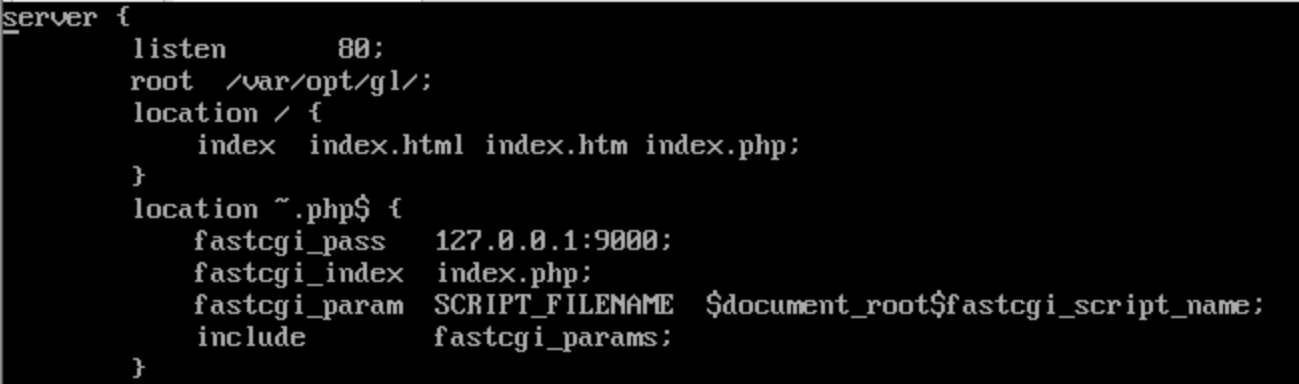 server {
        listen       80;
        root  /var/opt/gl/;
        location / {
            index  index.html index.htm index.php;
        }
        location ~.php$ {
            fastcgi_pass   127.0.0.1:9000;
            fastcgi_index  index.php;
            fastcgi_param  SCRIPT_FILENAME  $document_root$fastcgi_script_name;
            include        fastcgi_params;
        }